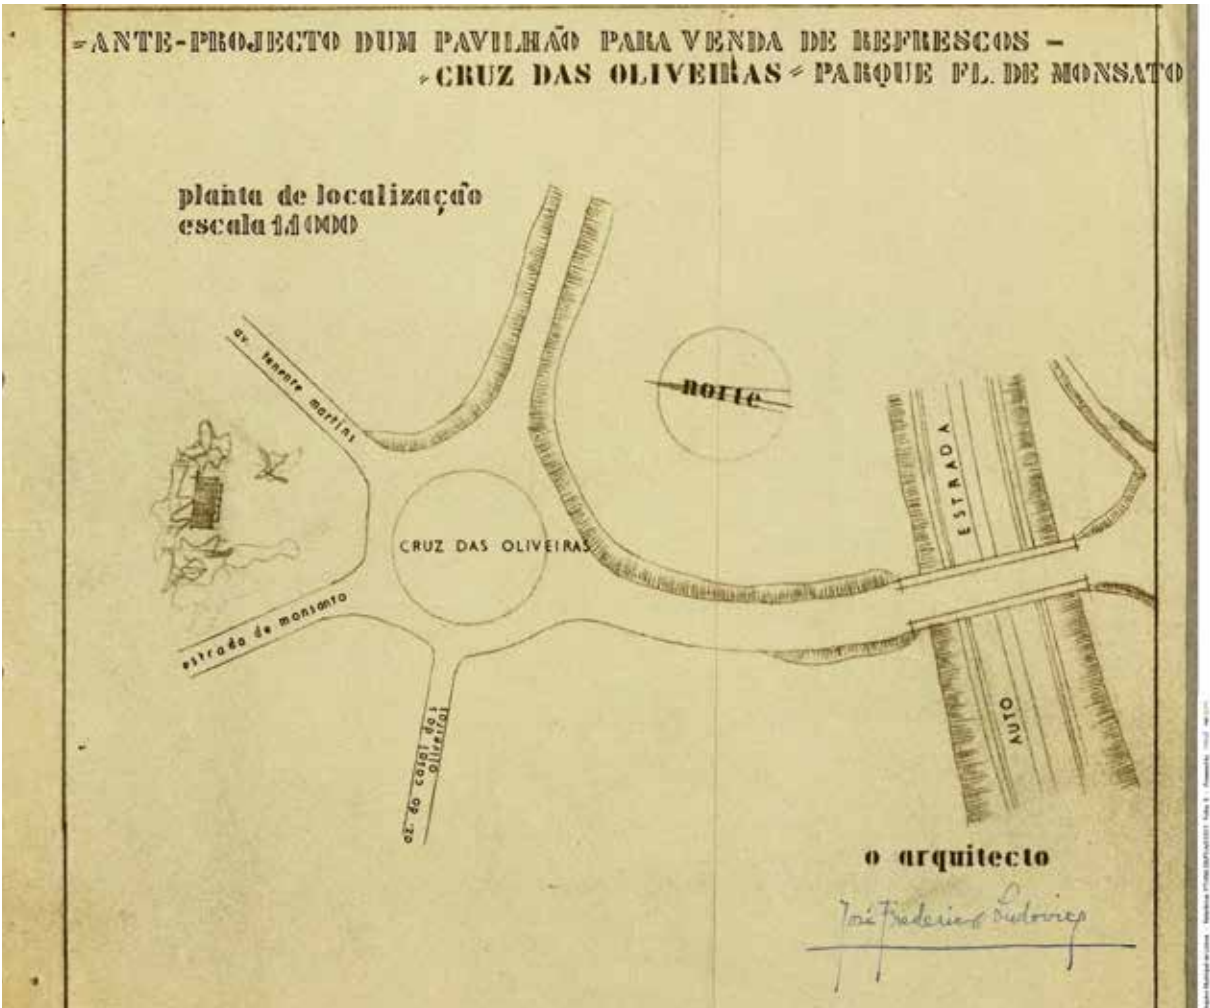 =ANTE-PROJECTO DUM PAVILHÃO PARA VENDA DE REFRESCOS –
=CRUZ DAS OLIVEIRAS= PARQUE FL. DE MONSATO
planta de localização
escala 1.1000
av. tenente martins
norte
ESTRADA
CRUZ DAS OLIVEIRAS
estrada de monsanto
az. do casal das
oliveiras
AUTO
o arquitecto
José Frederico Ludovice